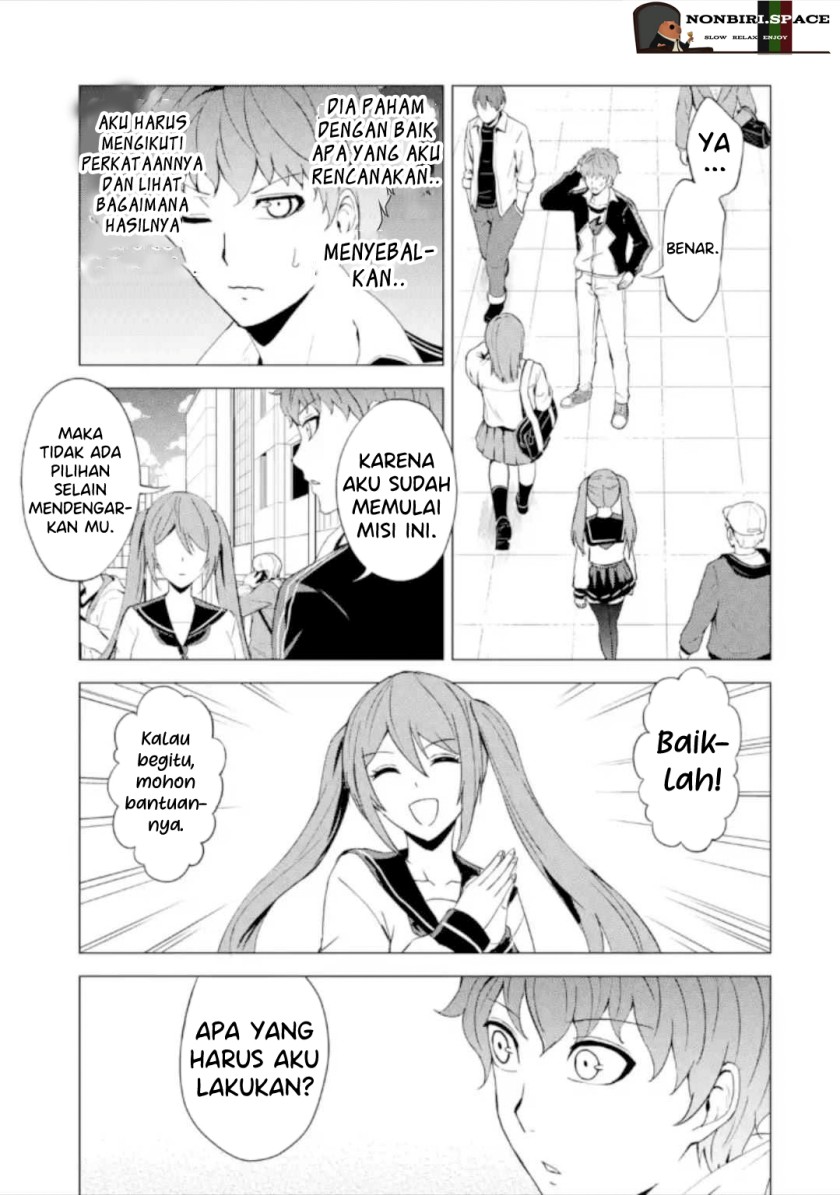 NONBIRI.SPACE
SLOW RELAX ENJOY
YA
...
BENAR.
DIA PAHAM
DENGAN BAIK
APA YANG AKU
RENCANAKAN..
MENYEBAL-
KAN..
AKU HARUS
MENGIKUTI
PERKATAANNYA
DAN LIHAT
BAGAIMANA
HASILNYA
KARENA
AKU SUDAH
MEMULAI
MISI INI.
MAKA
TIDAK ADA
PILIHAN
SELAIN
MENDENGAR-
KAN MU.
Baik-
lah!
Kalau
begitu,
mohon
bantuan-
nya.
APA YANG
HARUS AKU
LAKUKAN?